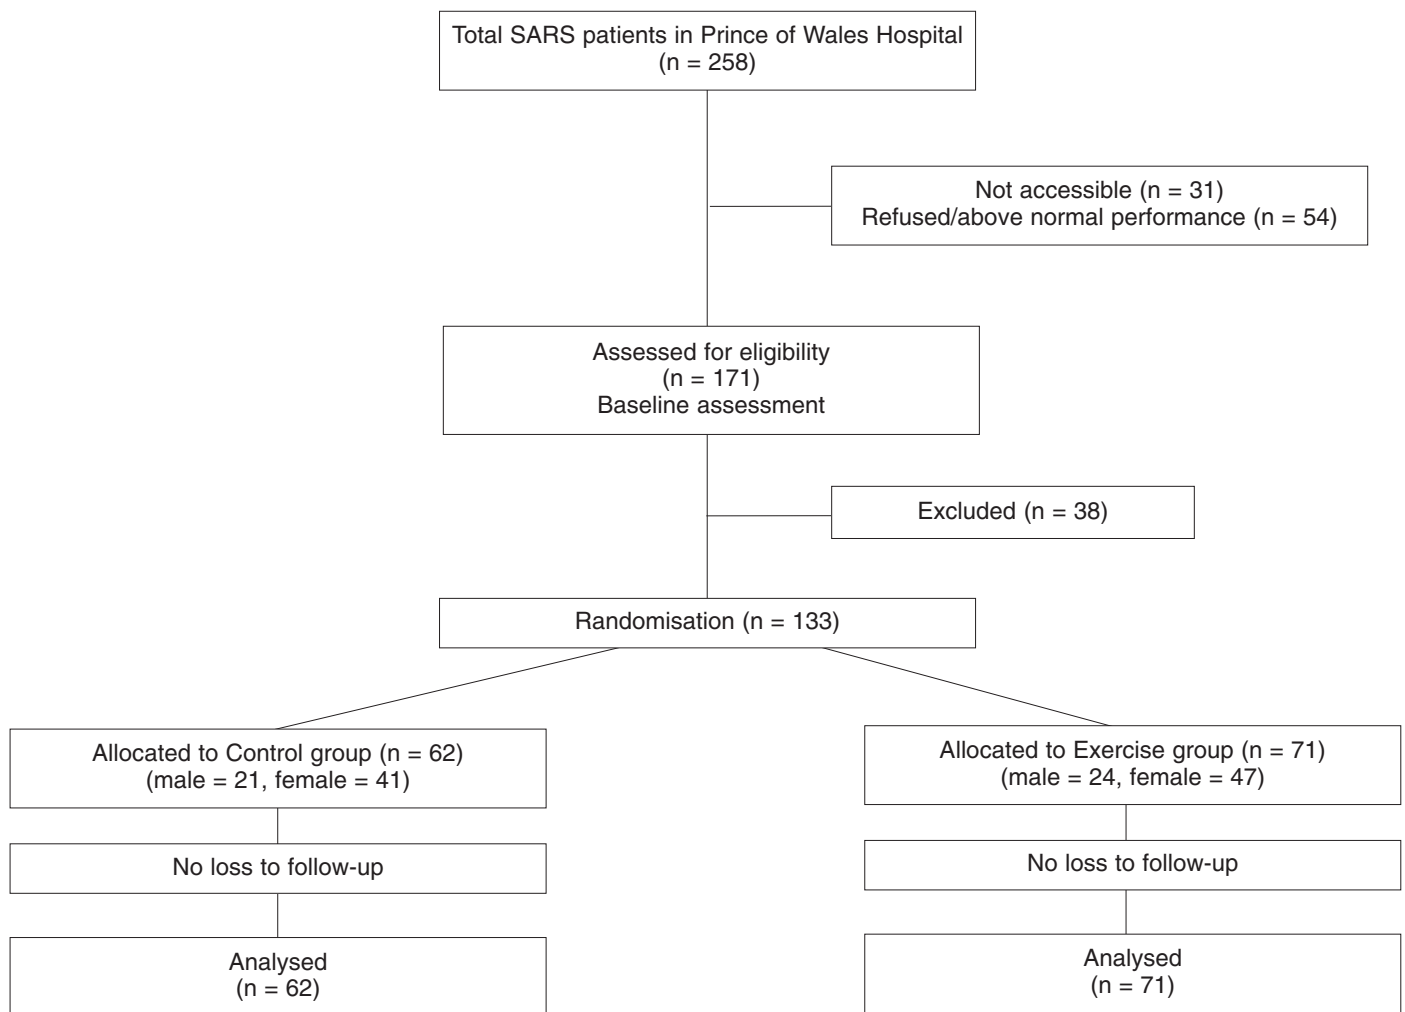 Total SARS patients in Prince of Wales Hospital
(n = 258)
Not accessible (n = 31)
Refused/above normal performance (n = 54)
Assessed for eligibility
(n = 171)
Baseline assessment
Excluded (n = 38)
Randomisation (n = 133)
Allocated to Control group (n = 62)
(male = 21, female = 41)
Allocated to Exercise group (n = 71)
(male = 24, female = 47)
No loss to follow-up
No loss to follow-up
Analysed
(n = 62)
Analysed
(n = 71)